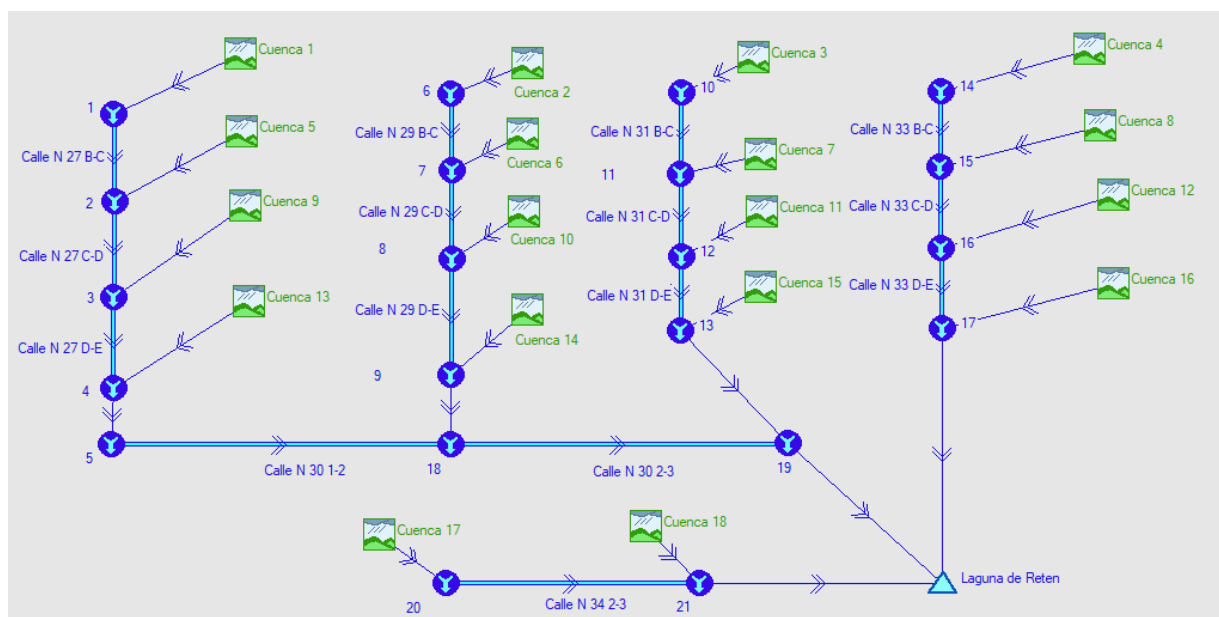 Cuenca 1
Cuenca 2
Cuenca 3
Cuenca 4
1
6
10
14
Calle N 27 B-C
Cuenca 5
Calle N 29 B-C
Cuenca 6
Calle N 31 B-C
Cuenca 7
Calle N 33 B-C
Cuenca 8
2
7
11
15
Calle N 27 C-D
Cuenca 9
Calle N 29 C-D
Cuenca 10
Calle N 31 C-D
Cuenca 11
Calle N 33 C-D
Cuenca 12
3
8
12
16
Calle N 27 D-E
Cuenca 13
Calle N 29 D-E
Cuenca 14
Calle N 31 D-E
Cuenca 15
Calle N 33 D-E
Cuenca 16
4
9
13
17
5
Calle N 30 1-2
18
Calle N 30 2-3
19
Cuenca 17
Cuenca 18
20
Calle N 34 2-3
21
Laguna de Reten